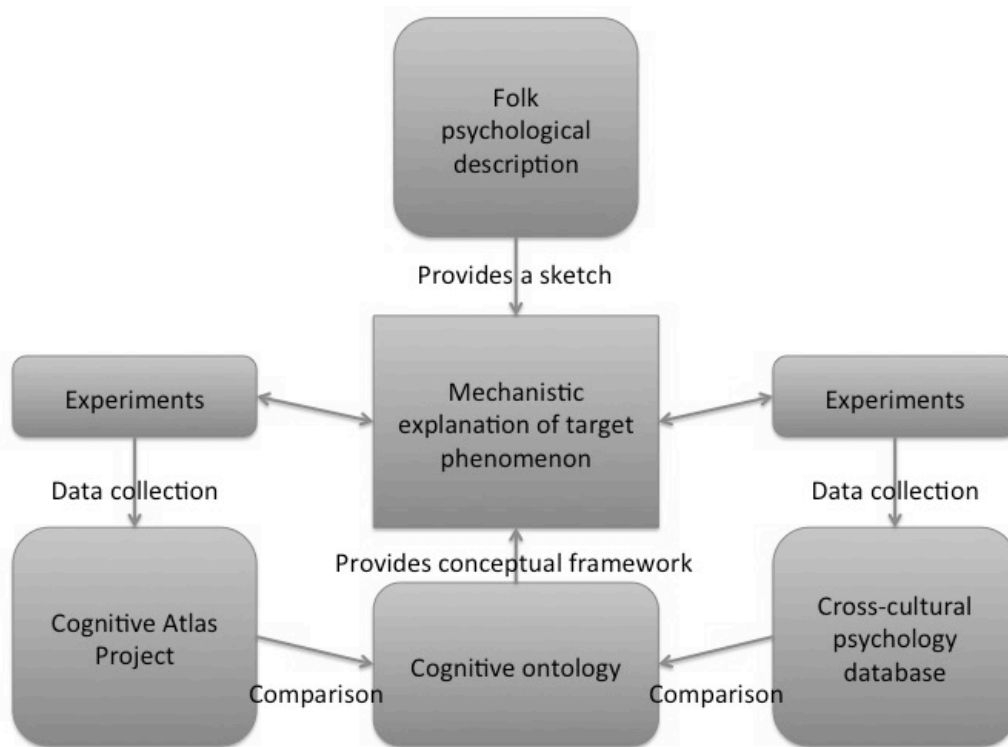 Folk
psychological
description
Provides a sketch
Experiments
Mechanistic
explanation of target
phenomenon
Experiments
Data collection
Data collection
Provides conceptual framework
Cognitive Atlas
Project
Cognitive ontology
Cross-cultural
psychology
database
Comparison
Comparison